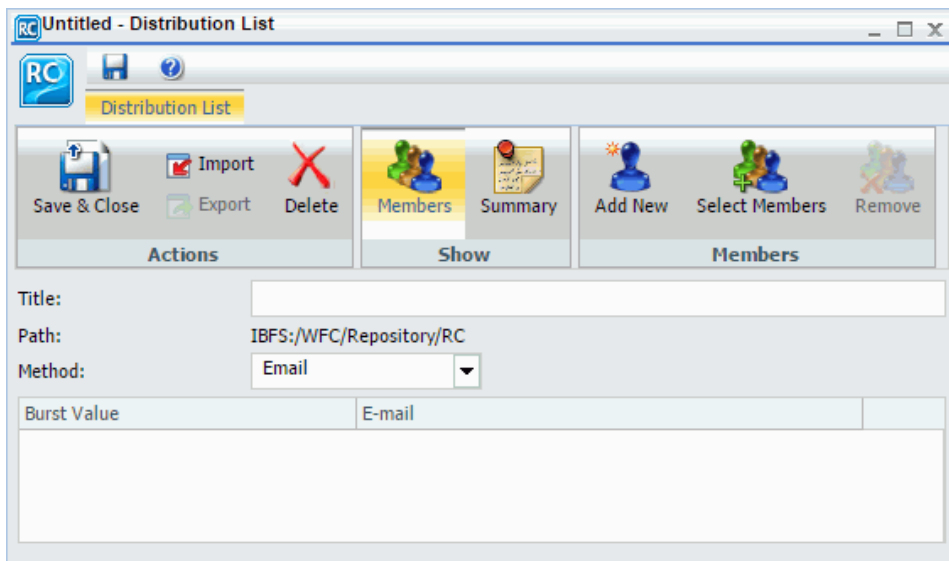 RC Untitled - Distribution List
RC
Distribution List
Save & Close Import Export Delete Members Summary Add New Select Members Remove
Actions Show Members
Title:
Path: IBFS:/WFC/Repository/RC
Method: Email
Burst Value E-mail